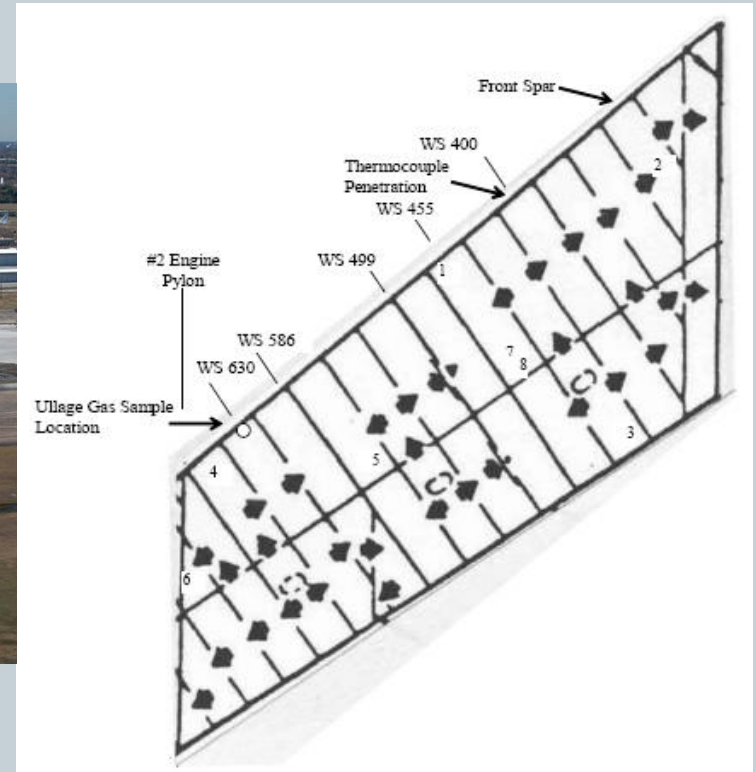 Front Spar
WS 400
Thermocouple
Penetration
WS 455
WS 499
#2 Engine
Pylon
WS 586
WS 630
Ullage Gas Sample
Location
1
2
3
4
5
6
7
8